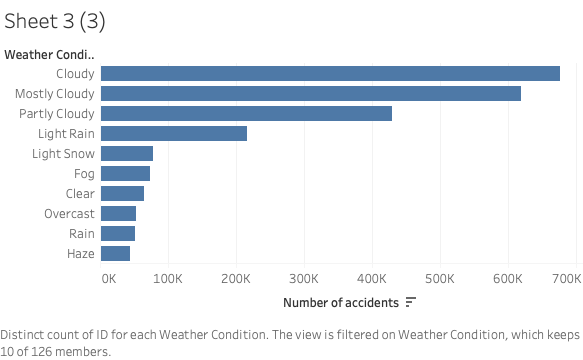 Sheet 3 (3)
Weather Condi..
Cloudy
Mostly Cloudy
Partly Cloudy
Light Rain
Light Snow
Fog
Clear
Overcast
Rain
Haze
0K 100K 200K 300K 400K 500K 600K 700K
Number of accidents
Distinct count of ID for each Weather Condition. The view is filtered on Weather Condition, which keeps
10 of 126 members.